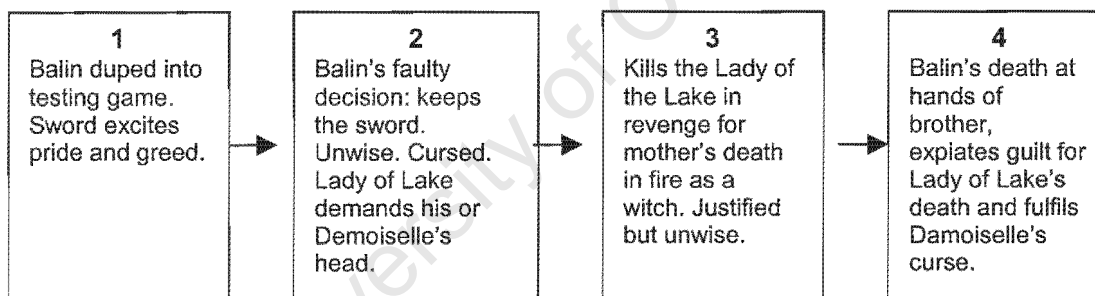 1
Balin duped into
testing game.
Sword excites
pride and greed.
2
Balin's faulty
decision: keeps
the sword.
Unwise. Cursed.
Lady of Lake
demands his or
Demoiselle's
head.
3
Kills the Lady of
the Lake in
revenge for
mother's death
in fire as a
witch. Justified
but unwise.
4
Balin's death at
hands of
brother,
expiates guilt for
Lady of Lake's
death and fulfils
Damoiselle's
curse.
versity of C